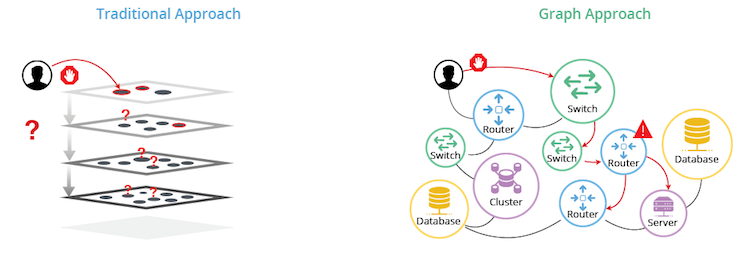 Traditional Approach
Graph Approach
?
?
?
?
?
?
?
Switch
Router
Switch
Switch
Router
Database
Cluster
Database
Router
Server